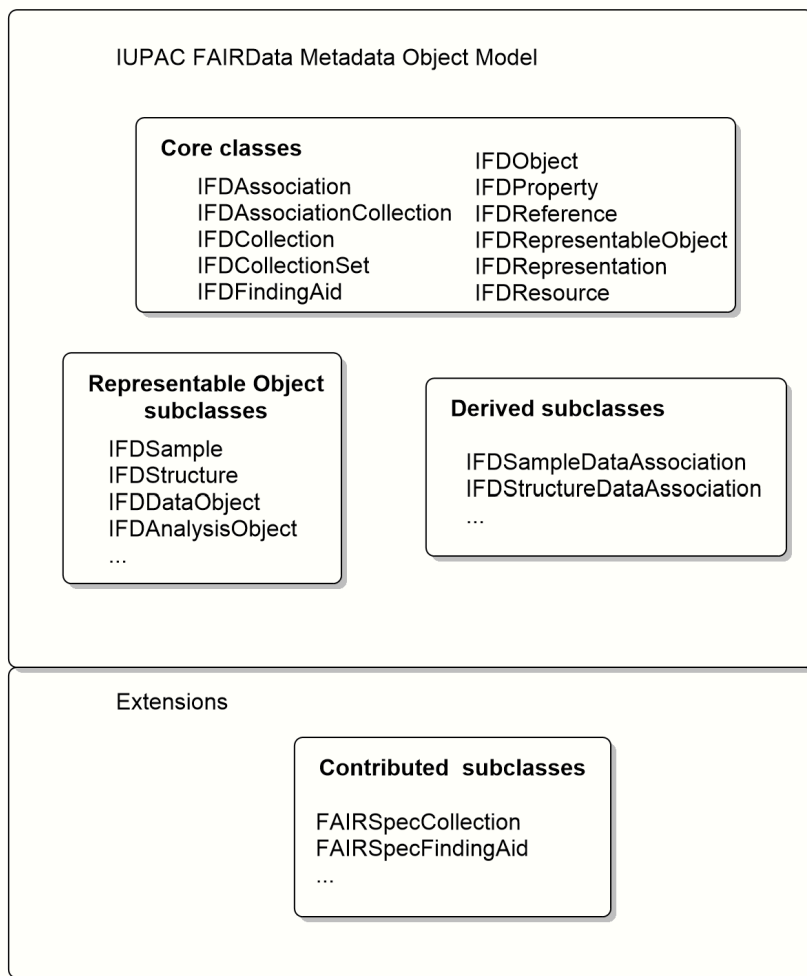 IUPAC FAIRData Metadata Object Model
Core classes
IFDAssociation
IFDAssociationCollection
IFDCollection
IFDCollectionSet
IFDFindingAid
IFDObject
IFDProperty
IFDReference
IFDRepresentableObject
IFDRepresentation
IFDResource
Representable Object
subclasses
IFDSample
IFDStructure
IFDDataObject
IFDAnalysisObject
...
Derived subclasses
IFDSampleDataAssociation
IFDStructureDataAssociation
...
Extensions
Contributed  subclasses
FAIRSpecCollection
FAIRSpecFindingAid
...